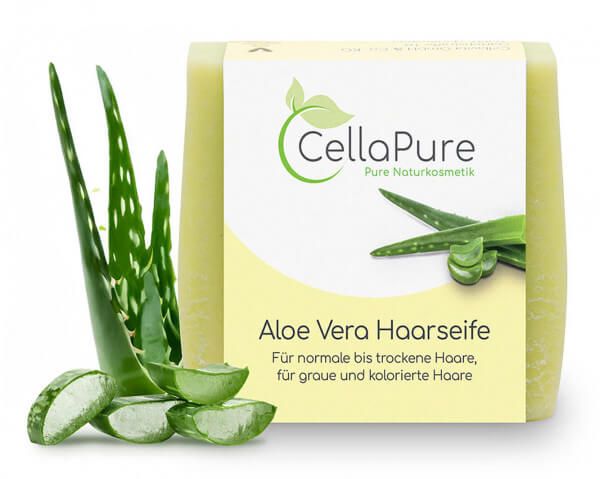 CellaPure
Pure Naturkosmetik
Aloe Vera Haarseife
Für normale bis trockene Haare,
für graue und kolorierte Haare